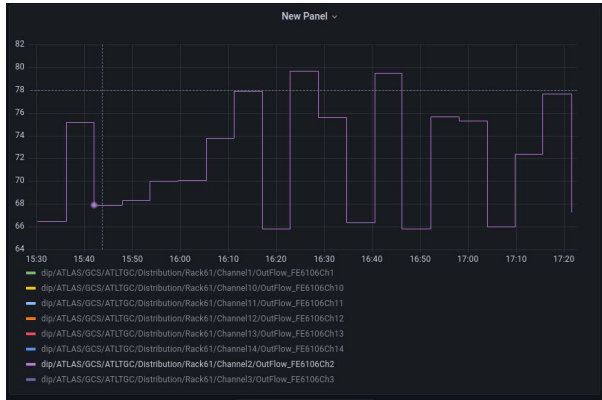 New Panel
82
80
78
76
74
72
70
68
66
64
15:30 15:40 15:50 16:00 16:10 16:20 16:30 16:40 16:50 17:00 17:10 17:20
dip/ATLAS/GCS/ATLTGC/Distribution/Rack61/Channel1/OutFlow_FE6106Ch1
dip/ATLAS/GCS/ATLTGC/Distribution/Rack61/Channel10/OutFlow_FE6106Ch10
dip/ATLAS/GCS/ATLTGC/Distribution/Rack61/Channel11/OutFlow_FE6106Ch11
dip/ATLAS/GCS/ATLTGC/Distribution/Rack61/Channel12/OutFlow_FE6106Ch12
dip/ATLAS/GCS/ATLTGC/Distribution/Rack61/Channel13/OutFlow_FE6106Ch13
dip/ATLAS/GCS/ATLTGC/Distribution/Rack61/Channel14/OutFlow_FE6106Ch14
dip/ATLAS/GCS/ATLTGC/Distribution/Rack61/Channel2/OutFlow_FE6106Ch2
dip/ATLAS/GCS/ATLTGC/Distribution/Rack61/Channel3/OutFlow_FE6106Ch3